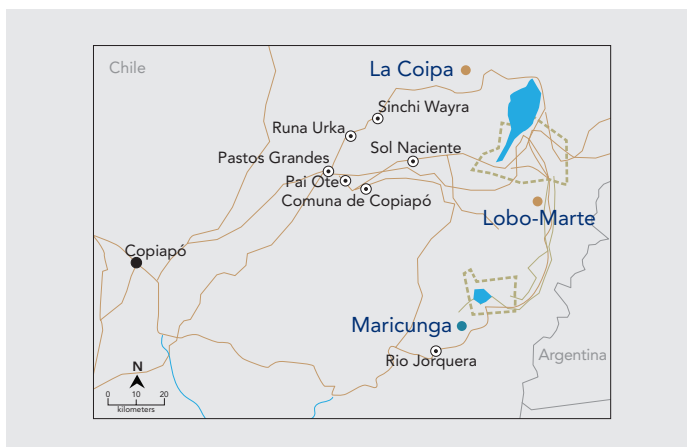 Chile
La Coipa
Sinchi Wayra
Runa Urka
Sol Naciente
Pastos Grandes
Pai Ote
Comuna de Copiapó
Lobo-Marte
Copiapó
Maricunga
Rio Jorquera
Argentina
N
0 10 20
kilometers